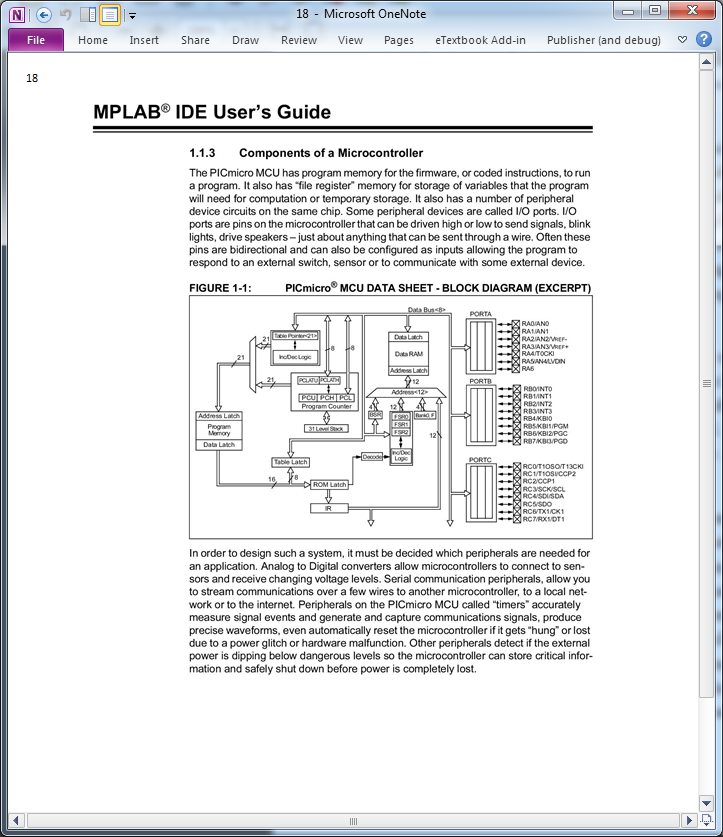 18 - Microsoft OneNote
File Home Insert Share Draw Review View Pages eTextbook Add-in Publisher (and debug)
18
MPLAB® IDE User's Guide
1.1.3 Components of a Microcontroller
The PICmicro MCU has program memory for the firmware, or coded instructions, to run
a program. It also has "file register" memory for storage of variables that the program
will need for computation or temporary storage. It also has a number of peripheral
device circuits on the same chip. Some peripheral devices are called I/O ports. I/O
ports are pins on the microcontroller that can be driven high or low to send signals, blink
lights, drive speakers – just about anything that can be sent through a wire. Often these
pins are bidirectional and can also be configured as inputs allowing the program to
respond to an external switch, sensor or to communicate with some external device.
FIGURE 1-1: PICmicro® MCU DATA SHEET - BLOCK DIAGRAM (EXCERPT)
Data Bus<8>
21
Table Pointer<21>
Inc/Dec Logic
8
8
21
21
PCLATU PCLATH
PCU PCH PCL
Program Counter
31 Level Stack
Address Latch
Program
Memory
Data Latch
Table Latch
16
8
ROM Latch
IR
Decode
Data Latch
Data RAM
Address Latch
12
Address<12>
4
12
4
BSR
FSR0
FSR1
FSR2
Bank0, F
Inc/Dec
Logic
12
PORTA
RA0/AN0
RA1/AN1
RA2/AN2/VREF-
RA3/AN3/VREF+
RA4/T0CKI
RA5/AN4/LVDIN
RA6
PORTB
RB0/INT0
RB1/INT1
RB2/INT2
RB3/INT3
RB4/KBI0
RB5/KBI1/PGM
RB6/KBI2/PGC
RB7/KBI3/PGD
PORTC
RC0/T1OSO/T13CKI
RC1/T1OSI/CCP2
RC2/CCP1
RC3/SCK/SCL
RC4/SDI/SDA
RC5/SDO
RC6/TX1/CK1
RC7/RX1/DT1
In order to design such a system, it must be decided which peripherals are needed for
an application. Analog to Digital converters allow microcontrollers to connect to sen-
sors and receive changing voltage levels. Serial communication peripherals, allow you
to stream communications over a few wires to another microcontroller, to a local net-
work or to the internet. Peripherals on the PICmicro MCU called "timers" accurately
measure signal events and generate and capture communications signals, produce
precise waveforms, even automatically reset the microcontroller if it gets "hung" or lost
due to a power glitch or hardware malfunction. Other peripherals detect if the external
power is dipping below dangerous levels so the microcontroller can store critical infor-
mation and safely shut down before power is completely lost.